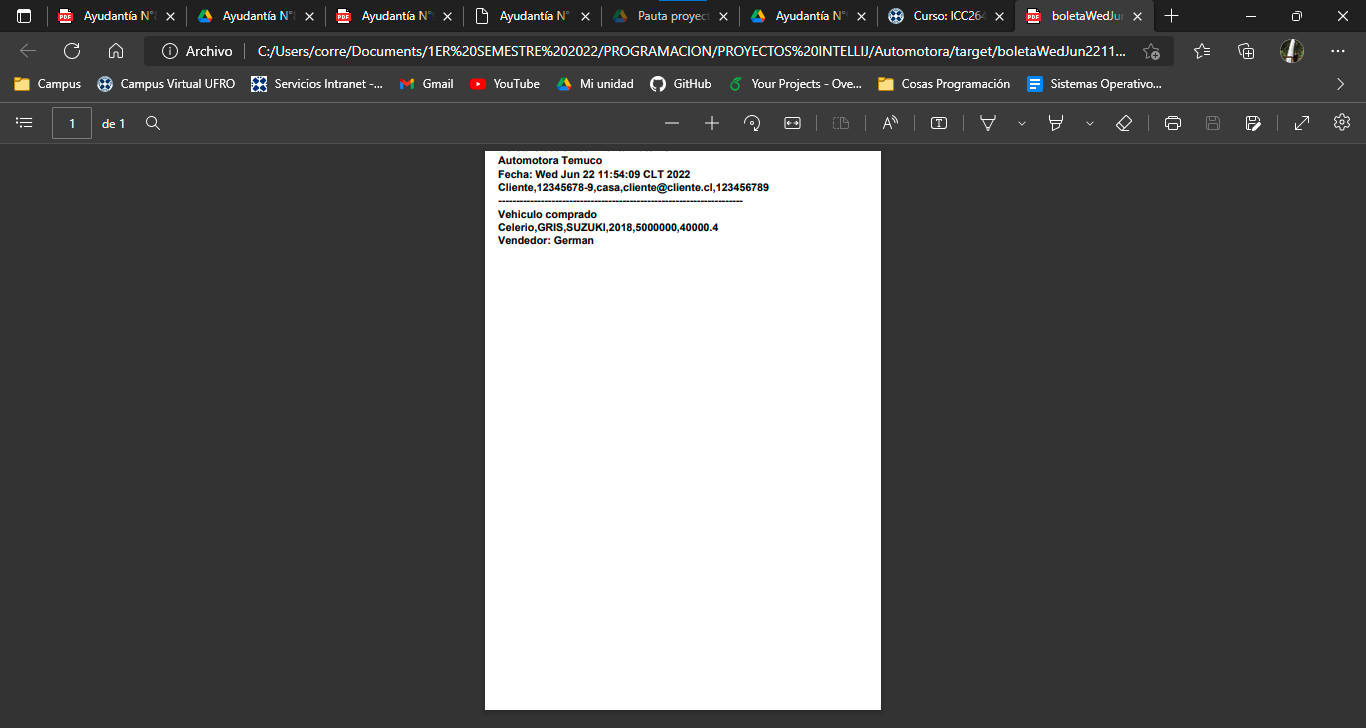 Ayudantía N°
Ayudantía N°
Ayudantía N°
Ayudantía N°
Pauta proyec
Ayudantía N°
Curso: ICC264
boletaWedJun
Archivo
C:/Users/corre/Documents/1ER%20SEMESTRE%202022/PROGRAMACION/PROYECTOS%20INTELLIJ//Automotora/target/boletaWedJun2211...
Campus
Campus Virtual UFRO
Servicios Intranet -...
Gmail
YouTube
Mi unidad
GitHub
Your Projects - Ove...
Cosas Programación
Sistemas Operativo...
1
de 1
Automotora Temuco
Fecha: Wed Jun 22 11:54:09 CLT 2022
Cliente,12345678-9,casa,cliente@cliente.cl,123456789
--------------------------------------------------------------------
Vehiculo comprado
Celerio,GRIS,SUZUKI,2018,5000000,40000.4
Vendedor: German